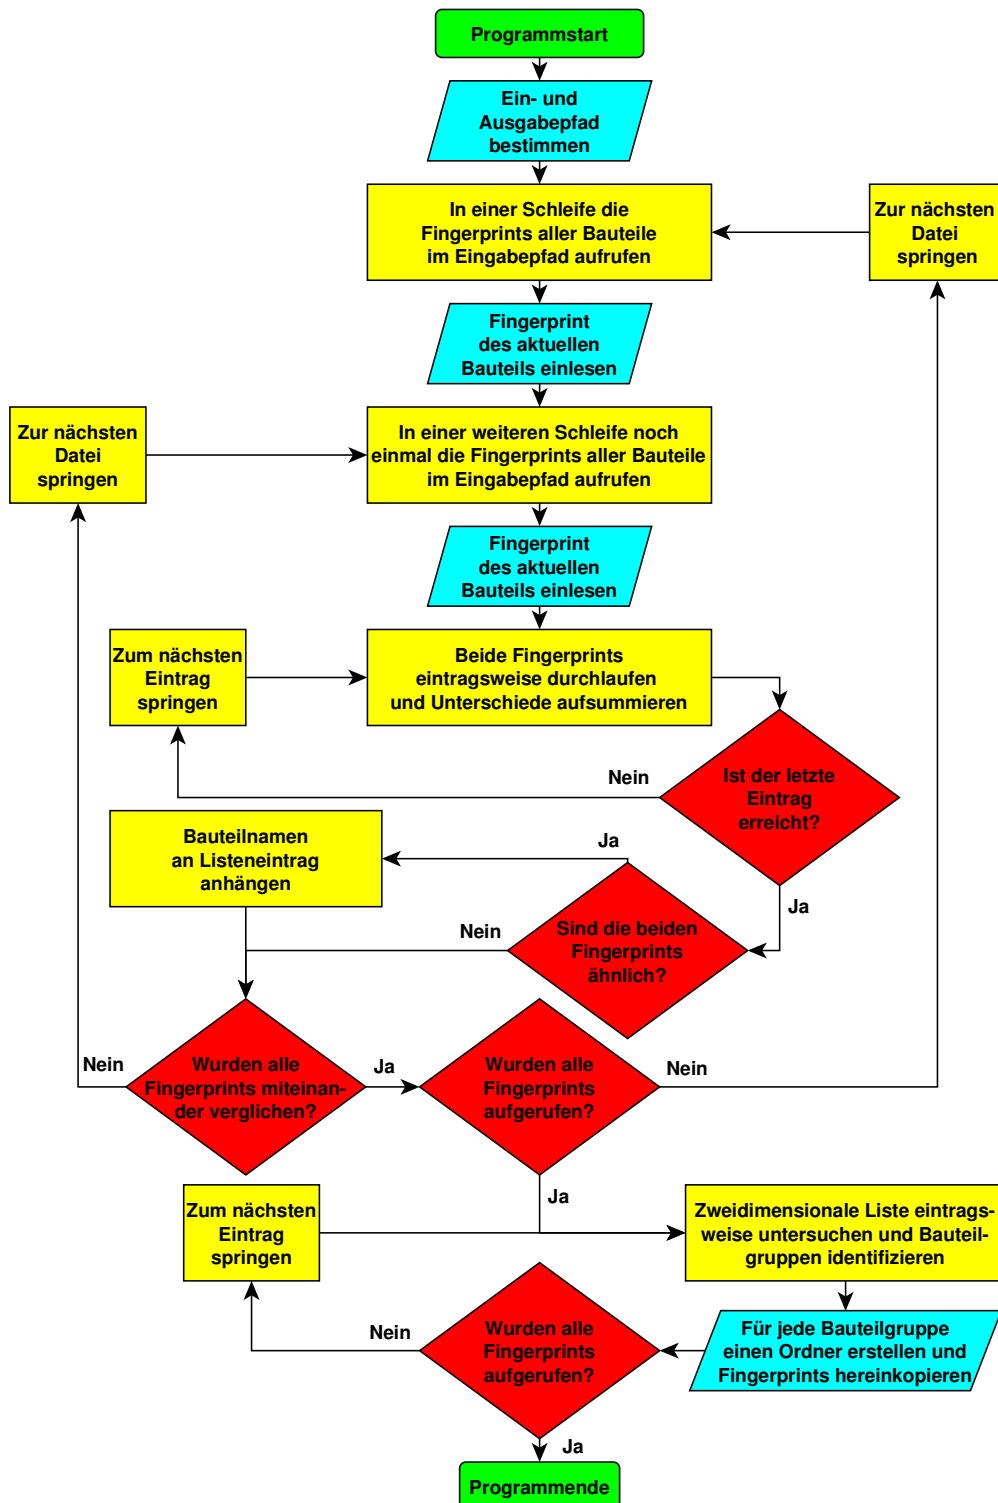 Programmstart
Ein- und
Ausgabepfad
bestimmen
In einer Schleife die
Fingerprints aller Bauteile
im Eingabepfad aufrufen
Zur nächsten
Datei
springen
Fingerprint
des aktuellen
Bauteils einlesen
Zur nächsten
Datei
springen
In einer weiteren Schleife noch
einmal die Fingerprints aller Bauteile
im Eingabepfad aufrufen
Fingerprint
des aktuellen
Bauteils einlesen
Zum nächsten
Eintrag
springen
Beide Fingerprints
eintragsweise durchlaufen
und Unterschiede aufsummieren
Nein
Ist der letzte
Eintrag
erreicht?
Bauteilnamen
an Listeneintrag
anhängen
Ja
Ja
Nein
Sind die beiden
Fingerprints
ähnlich?
Nein
Wurden alle
Fingerprints miteinan-
der verglichen?
Ja
Wurden alle
Fingerprints
aufgerufen?
Nein
Ja
Zum nächsten
Eintrag
springen
Zweidimensionale Liste eintrags-
weise untersuchen und Bauteil-
gruppen identifizieren
Nein
Wurden alle
Fingerprints
aufgerufen?
Für jede Bauteilgruppe
einen Ordner erstellen und
Fingerprints hereinkopieren
Ja
Programmende